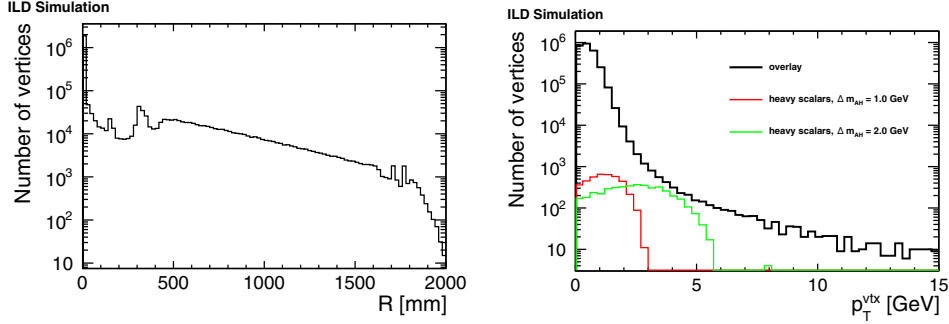 ILD Simulation
Number of vertices
10^6
10^5
10^4
10^3
10^2
10
0 500 1000 1500 2000
R [mm]
ILD Simulation
Number of vertices
10^6
10^5
10^4
10^3
10^2
10
overlay
heavy scalars, Δ m_AH = 1.0 GeV
heavy scalars, Δ m_AH = 2.0 GeV
0 5 10 15
p_T^vtx [GeV]